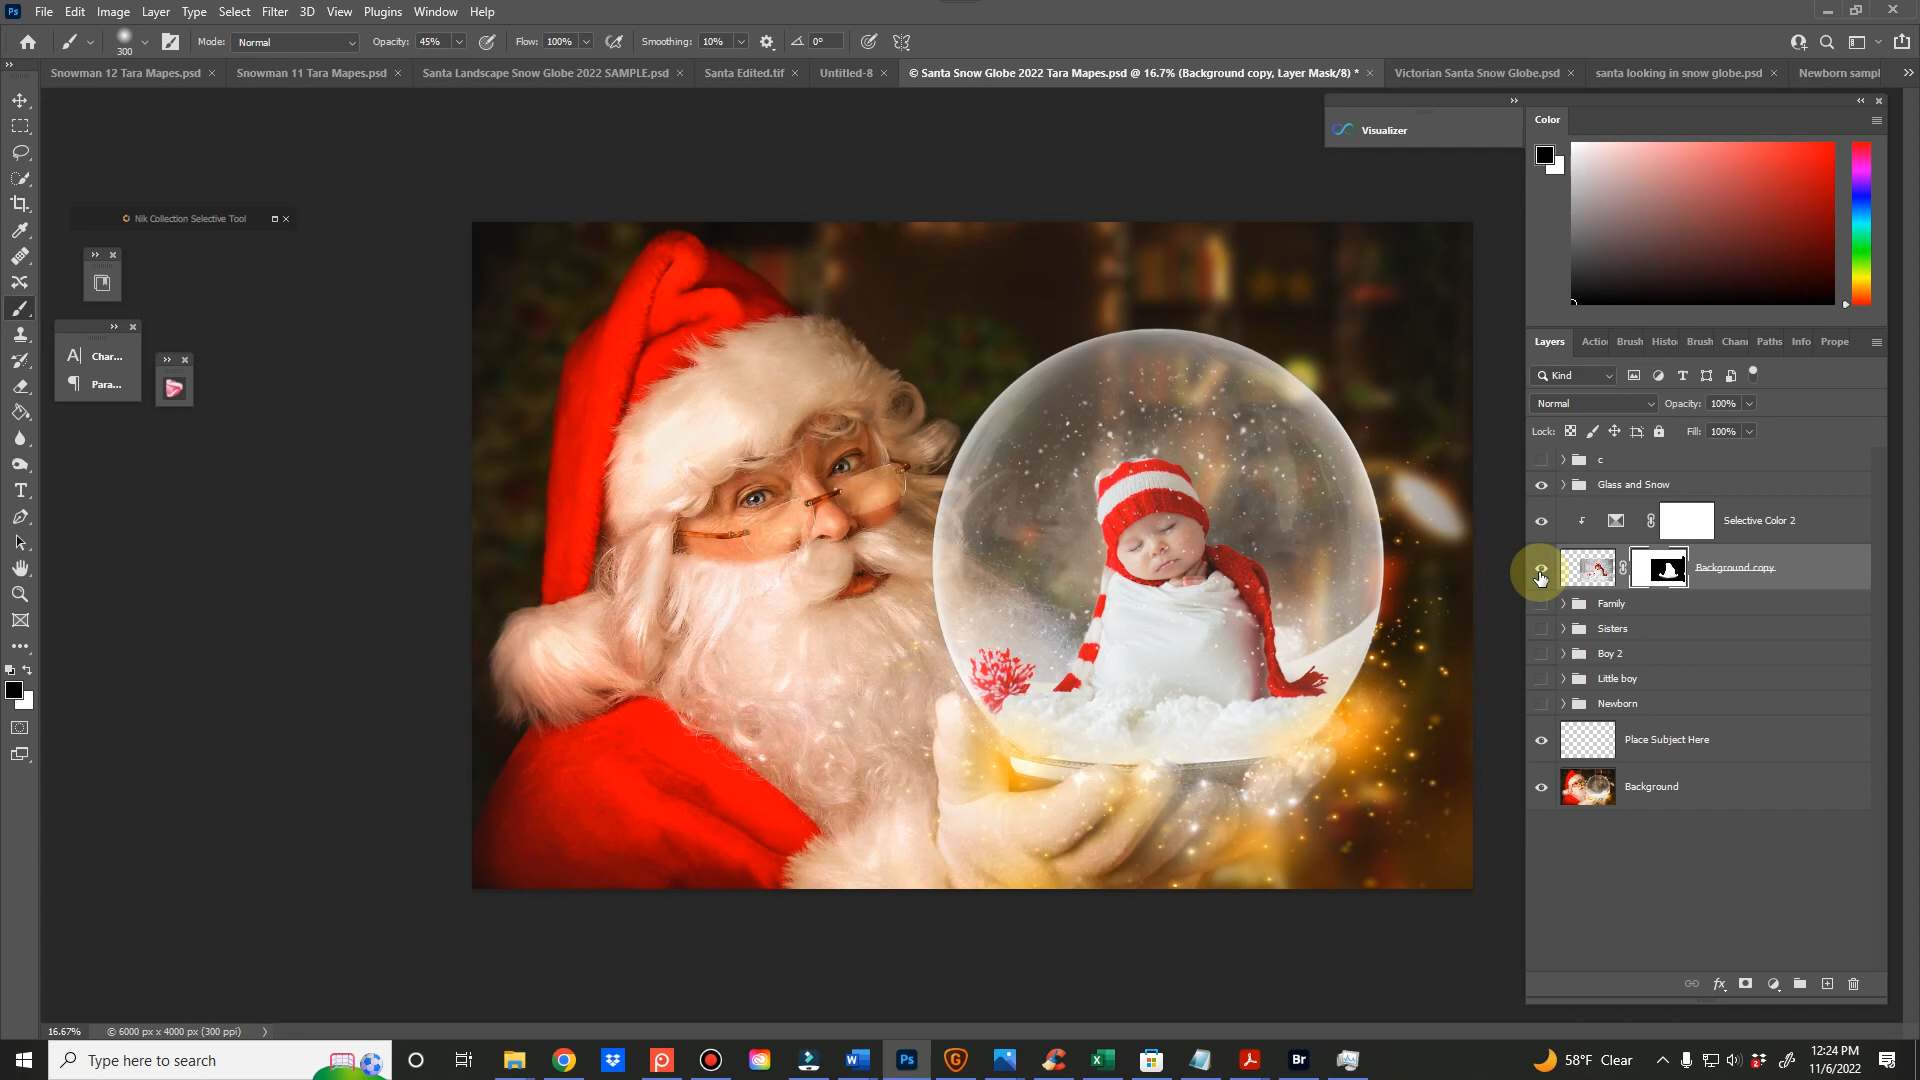 Ps File Edit Image Layer Type Select Filter 3D View Plugins Window Help
300 Mode: Normal Opacity: 45% Flow: 100% Smoothing: 10% 0°
Snowman 12 Tara Mapes.psd × Snowman 11 Tara Mapes.psd × Santa Landscape Snow Globe 2022 SAMPLE.psd × Santa Edited.tif × Untitled-8 × © Santa Snow Globe 2022 Tara Mapes.psd @ 16.7% (Background copy, Layer Mask/8) * × Victorian Santa Snow Globe.psd × santa looking in snow globe.psd × Newborn sampl
Visualizer
Color
Nik Collection Selective Tool
Char...
Para...
Layers Action Brush Histo Brush Chann Paths Info Prope
Kind
Normal Opacity: 100%
Lock: Fill: 100%
c
Glass and Snow
Selective Color 2
Background copy
Family
Sisters
Boy 2
Little boy
Newborn
Place Subject Here
Background
fx
16.67% © 6000 px x 4000 px (300 ppi)
Type here to search
Ps
Br
58°F Clear
12:24 PM
11/6/2022